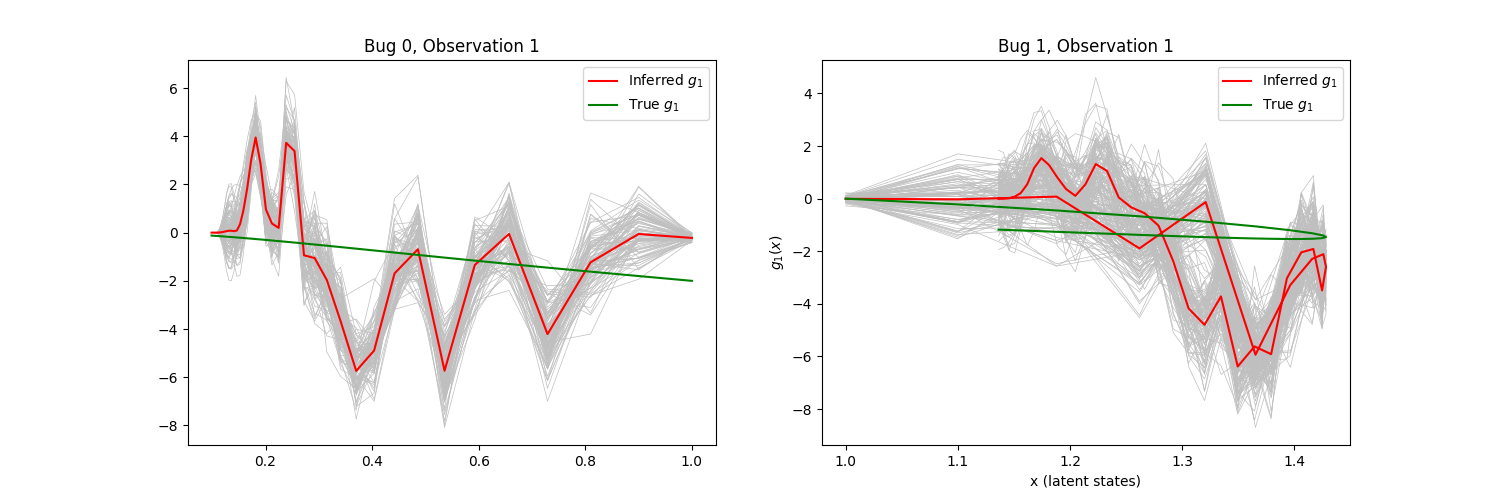 Bug 0, Observation 1
Inferred g₁
True g₁
6
4
2
0
−2
−4
−6
−8
0.2 0.4 0.6 0.8 1.0
Bug 1, Observation 1
Inferred g₁
True g₁
g₁(x)
4
2
0
−2
−4
−6
−8
1.0 1.1 1.2 1.3 1.4
x (latent states)